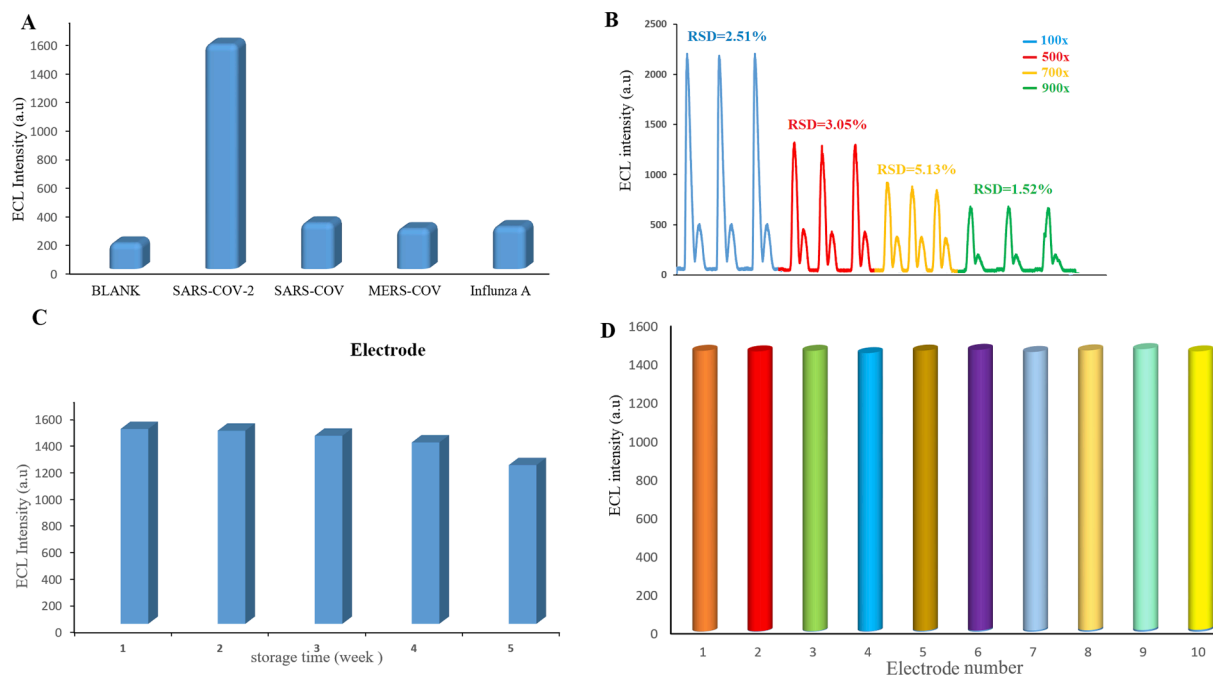 A
ECL Intensity (a.u)
1600
1400
1200
1000
800
600
400
200
0
BLANK SARS-COV-2 SARS-COV MERS-COV Influnza A
B
ECL intensity (a.u)
2500
2000
1500
1000
500
0
RSD=2.51%
RSD=3.05%
RSD=5.13%
RSD=1.52%
100x
500x
700x
900x
C
Electrode
ECL Intensity (a.u)
1600
1400
1200
1000
800
600
400
200
0
1 2 3 4 5
storage time (week )
D
ECL intensity (a.u)
1600
1400
1200
1000
800
600
400
200
0
1 2 3 4 5 6 7 8 9 10
Electrode number